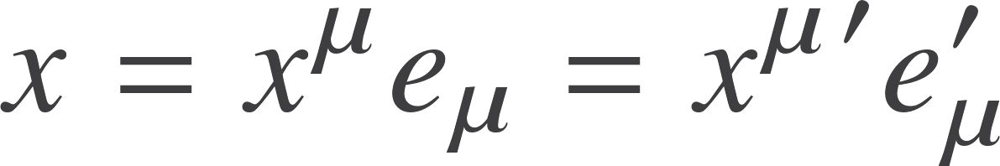 x = x^μ e_μ = x^μ′ e′_μ